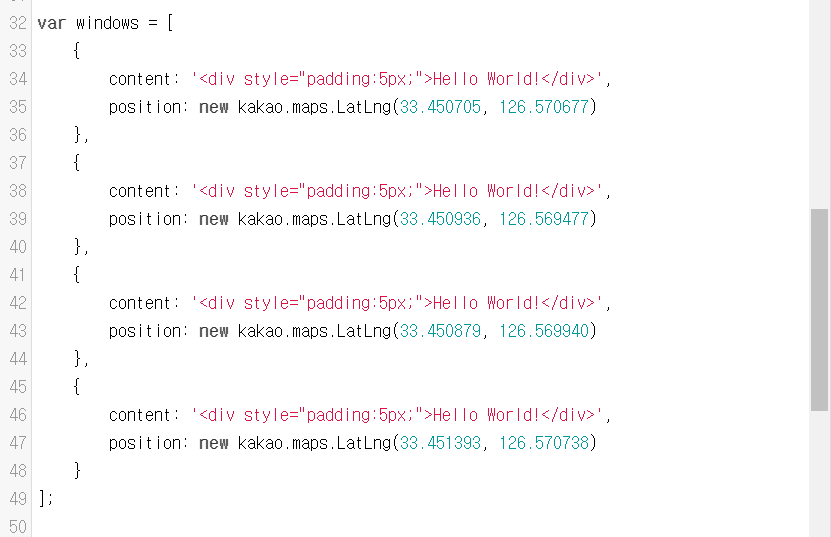 32 var windows = [
33     {
34         content: '<div style="padding:5px;">Hello World!</div>',
35         position: new kakao.maps.LatLng(33.450705, 126.570677)
36     },
37     {
38         content: '<div style="padding:5px;">Hello World!</div>',
39         position: new kakao.maps.LatLng(33.450936, 126.569477)
40     },
41     {
42         content: '<div style="padding:5px;">Hello World!</div>',
43         position: new kakao.maps.LatLng(33.450879, 126.569940)
44     },
45     {
46         content: '<div style="padding:5px;">Hello World!</div>',
47         position: new kakao.maps.LatLng(33.451393, 126.570738)
48     }
49 ];
50